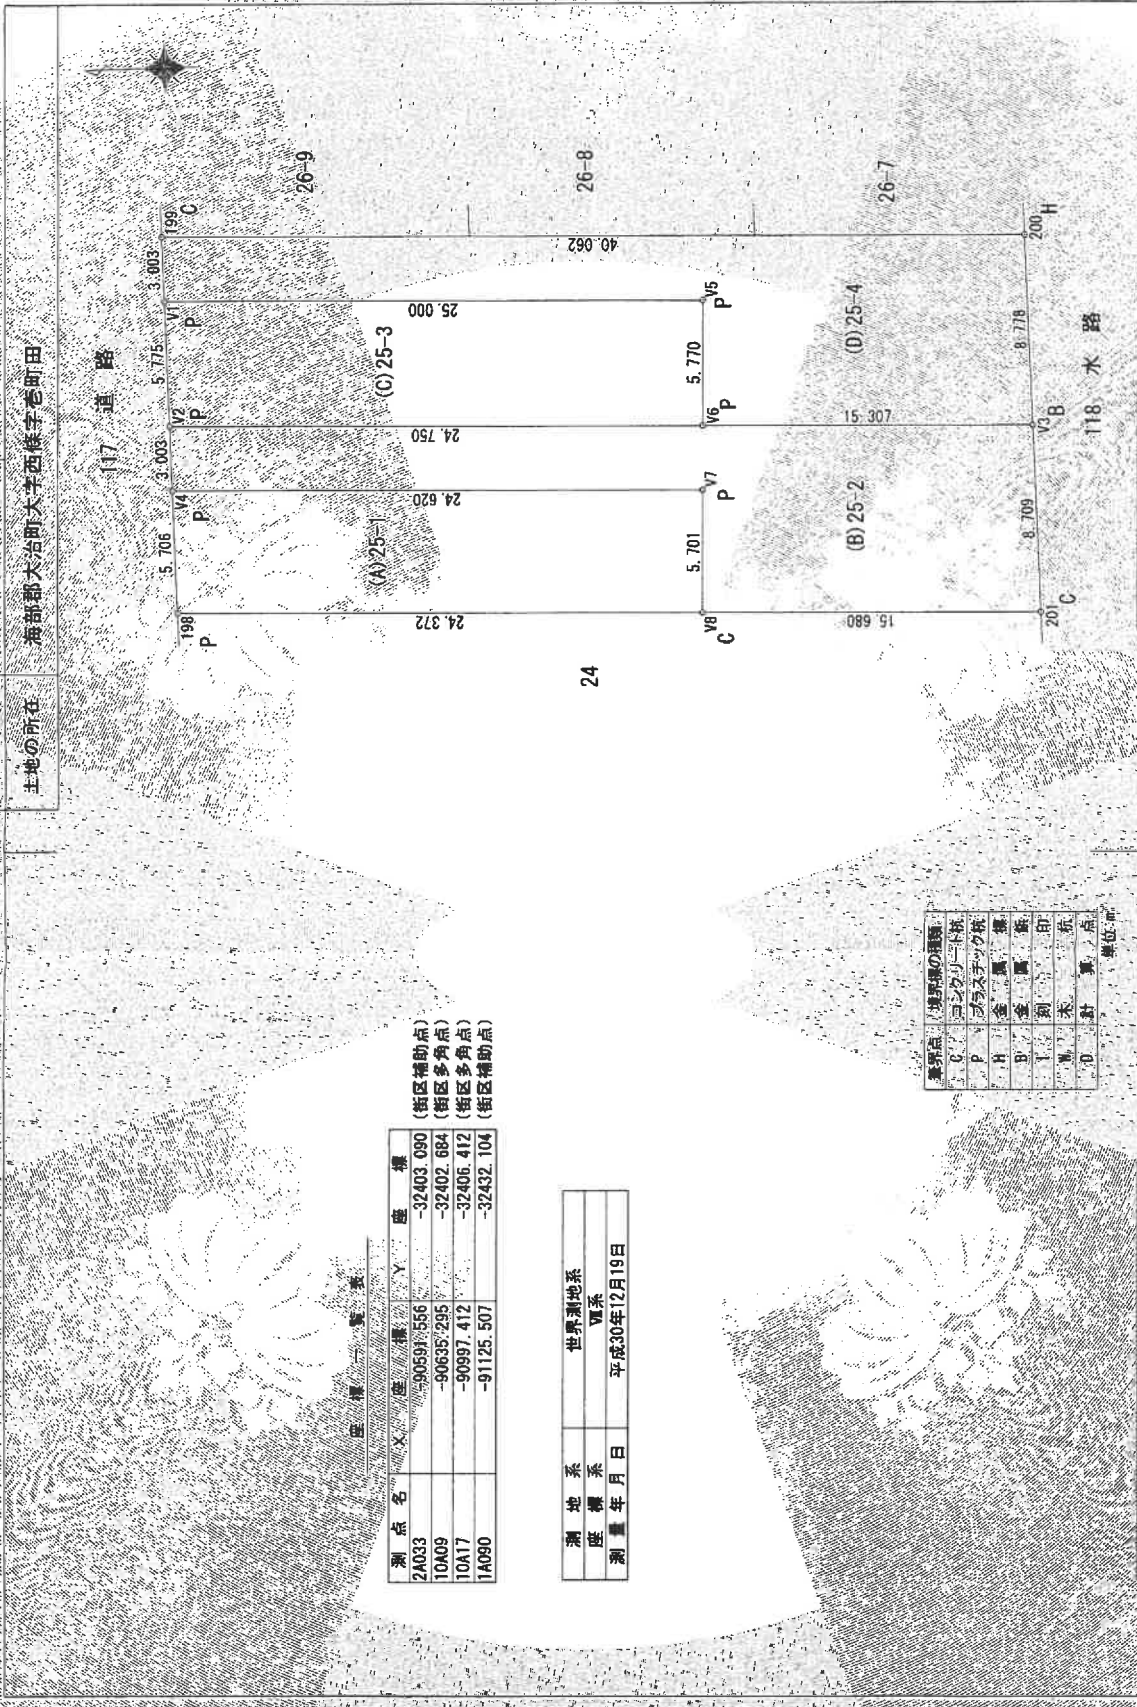 土地の所在 海部郡大治町大字西條字壱町田
117 道路
198 P
5.706
V4 P
3.003
V2 P
5.775
V1 P
3.003
199 C
26-9
26-8
26-7
(A)25-1
(C)25-3
24.372
24.620
24.750
25.000
40.062
V8 C
5.701
V7 P
V6 P
5.770
V5 P
24
(B)25-2
(D)25-4
15.680
15.307
201 C
8.709
V3 B
8.778
200 H
118 水路
座標一覧表
測点名 X座標 Y座標
2A033 -90591.556 -32403.090 (街区補助点)
10A09 -90635.295 -32402.684 (街区多角点)
10A17 -90997.412 -32406.412 (街区多角点)
1A090 -91125.507 -32432.104 (街区補助点)
測地系 世界測地系
座標系 Ⅶ系
測量年月日 平成30年12月19日
境界点 境界標の種類
C コンクリート杭
P プラスチック杭
H 金属標
B 金属鋲
I 刻印
W 木杭
D 計算点
単位:m